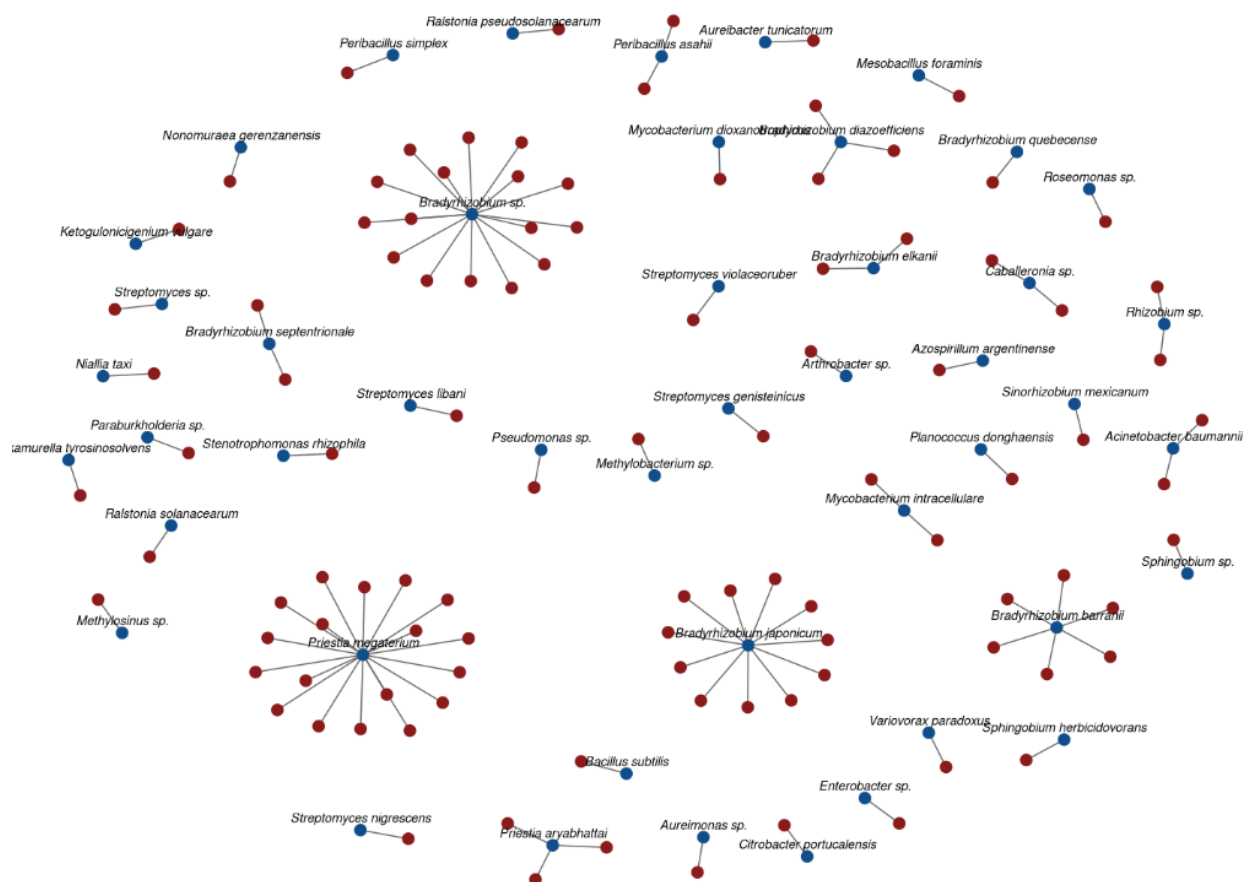 Ralstonia pseudosolanacearum
Aureibacter tunicatorum
Peribacillus simplex
Peribacillus asahii
Mesobacillus foraminis
Nonomuraea gerenzanensis
Mycobacterium
Bradyrhizobium diazoefficiens
Bradyrhizobium quebecense
Roseomonas sp.
Bradyrhizobium sp.
Ketogulonicigenium vulgare
Bradyrhizobium elkanii
Streptomyces violaceoruber
Caballeronia sp.
Streptomyces sp.
Rhizobium sp.
Bradyrhizobium septentrionale
Niallia taxi
Arthrobacter sp.
Azospirillum argentinense
Streptomyces libani
Streptomyces genisteinicus
Sinorhizobium mexicanum
Paraburkholderia sp.
kamurella tyrosinosolvens
Stenotrophomonas rhizophila
Pseudomonas sp.
Methylobacterium sp.
Planococcus donghaensis
Acinetobacter baumannii
Mycobacterium intracellulare
Ralstonia solanacearum
Sphingobium sp.
Methylosinus sp.
Priestia megaterium
Bradyrhizobium japonicum
Bradyrhizobium barranii
Variovorax paradoxus
Sphingobium herbicidovorans
Bacillus subtilis
Enterobacter sp.
Streptomyces nigrescens
Priestia aryabhattai
Aureimonas sp.
Citrobacter portucalensis